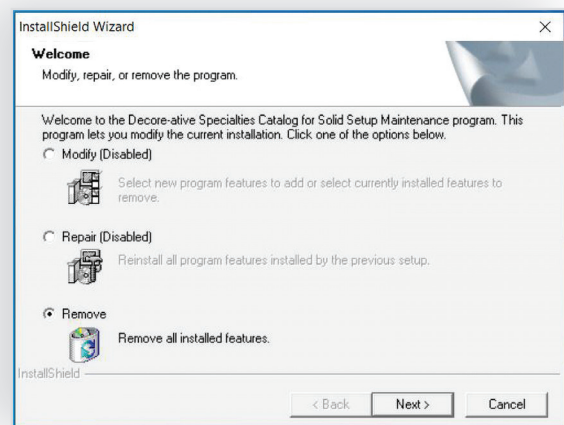 InstallShield Wizard
Welcome
Modify, repair, or remove the program.
Welcome to the Decore-ative Specialties Catalog for Solid Setup Maintenance program. This
program lets you modify the current installation. Click one of the options below.
Modify (Disabled)
Select new program features to add or select currently installed features to
remove.
Repair (Disabled)
Reinstall all program features installed by the previous setup.
Remove
Remove all installed features.
InstallShield
< Back
Next >
Cancel